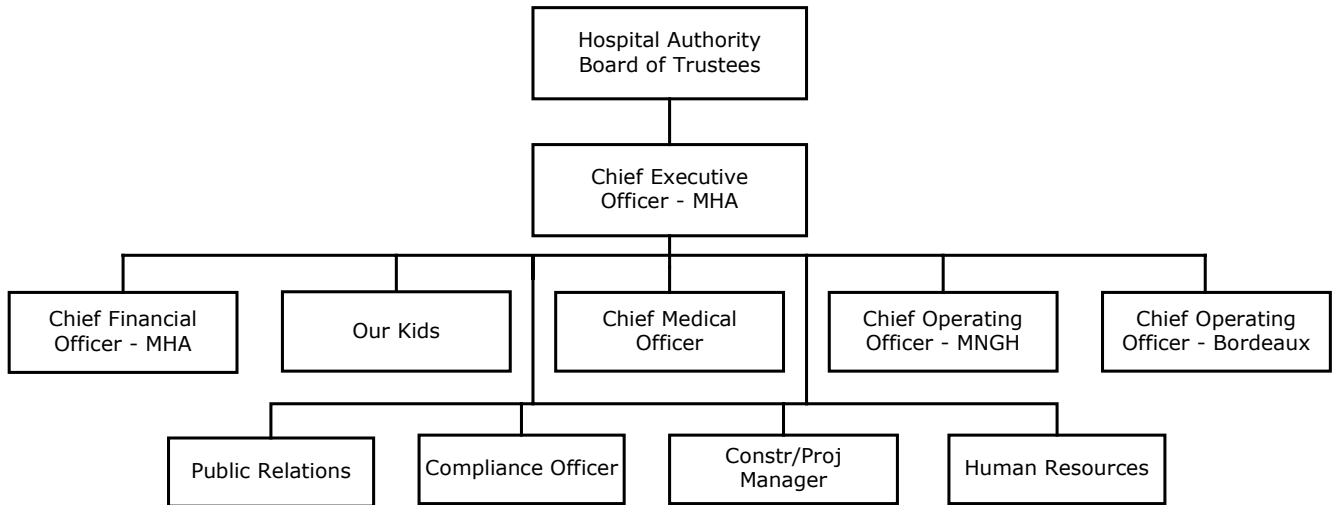 Hospital Authority
Board of Trustees
Chief Executive
Officer - MHA
Chief Financial
Officer - MHA
Our Kids
Chief Medical
Officer
Chief Operating
Officer - MNGH
Chief Operating
Officer - Bordeaux
Public Relations
Compliance Officer
Constr/Proj
Manager
Human Resources